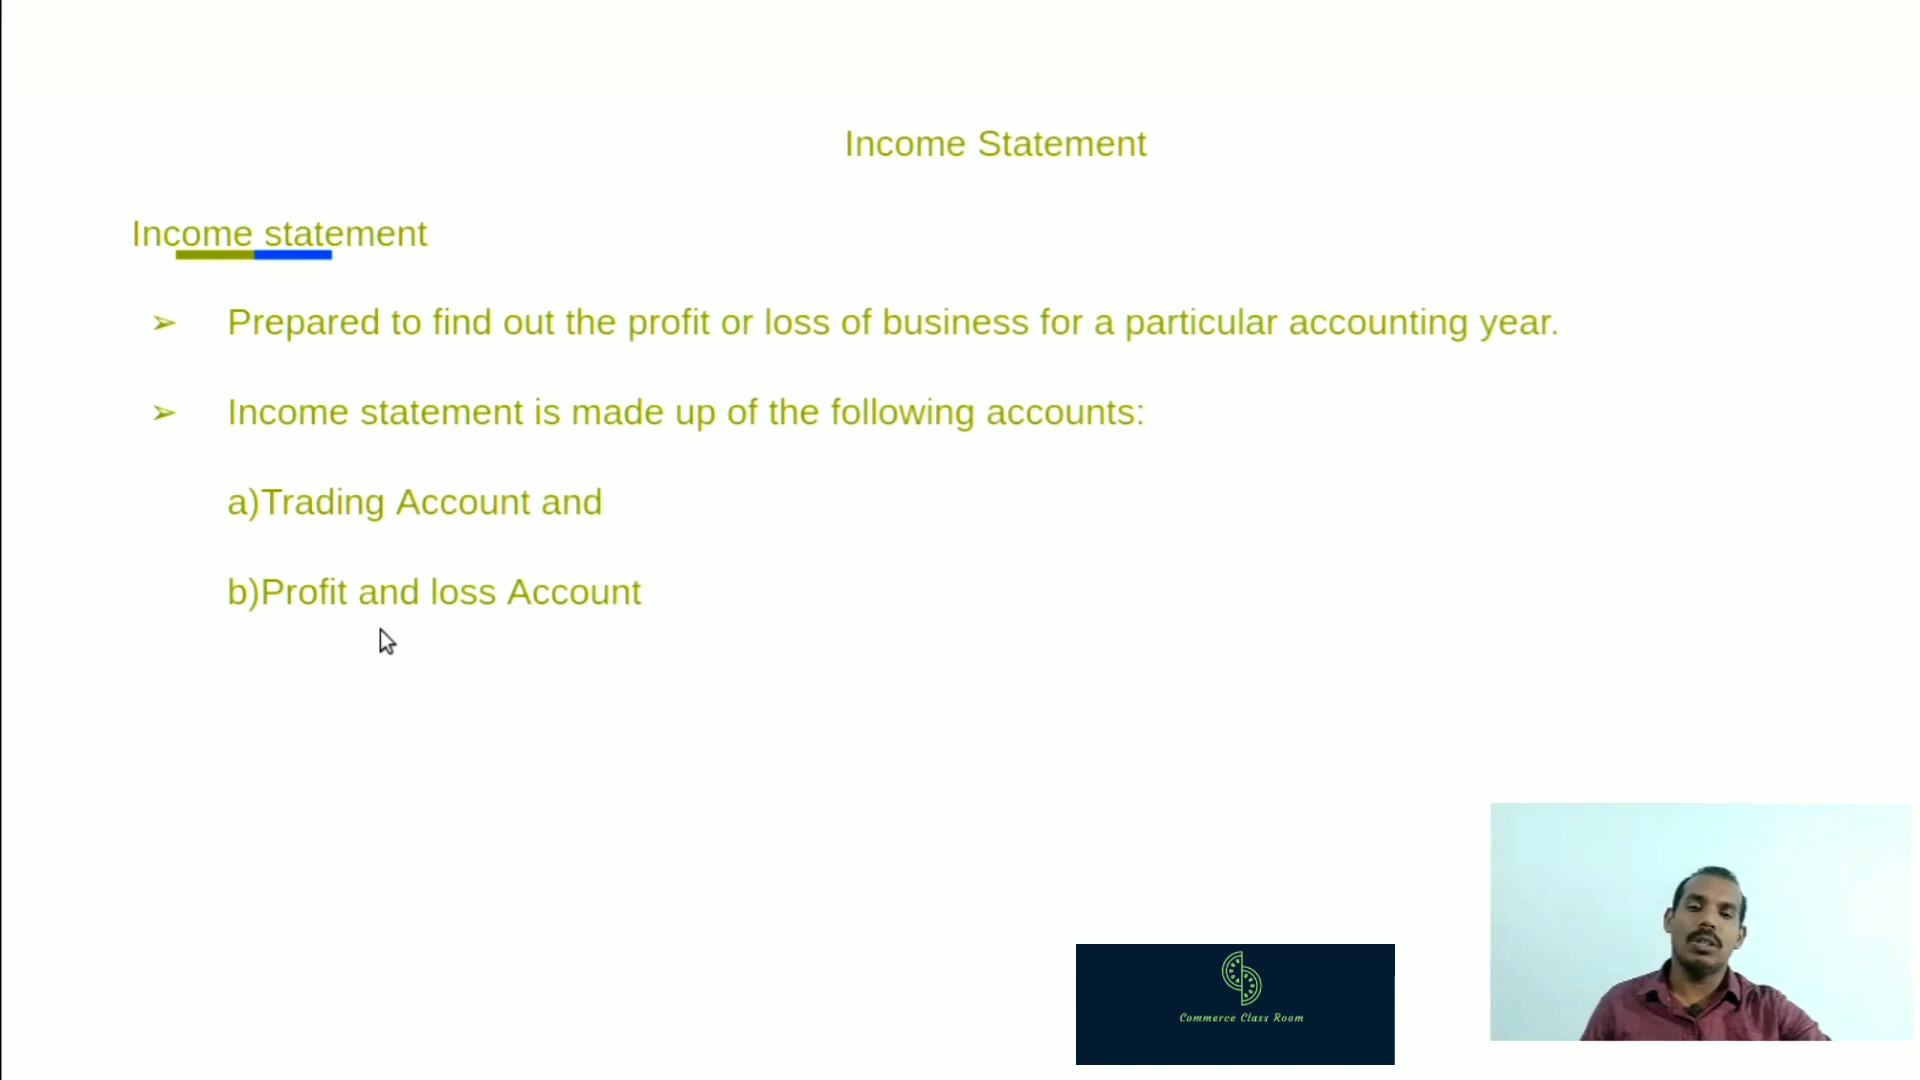 Income Statement
Income statement
➢ Prepared to find out the profit or loss of business for a particular accounting year.
➢ Income statement is made up of the following accounts:
a)Trading Account and
b)Profit and loss Account
Commerce Class Room